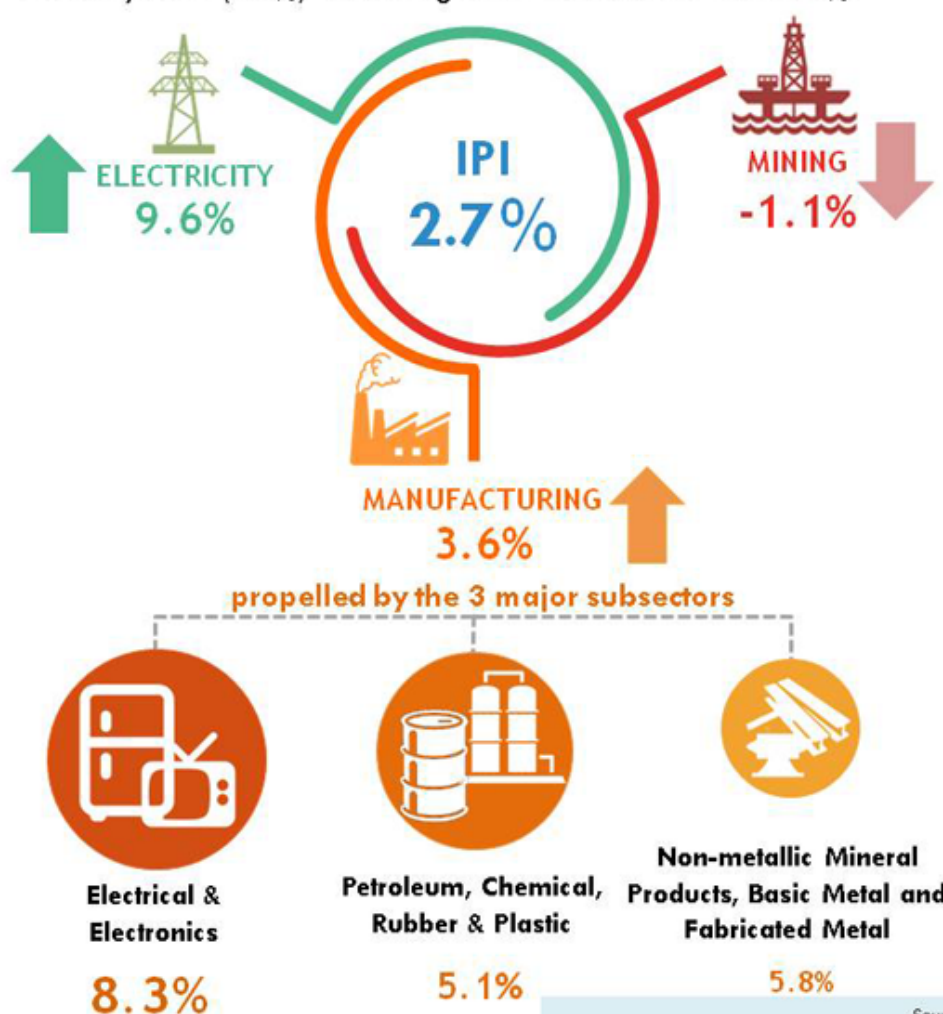 IPI
2.7%
ELECTRICITY
9.6%
MINING
-1.1%
MANUFACTURING
3.6%
propelled by the 3 major subsectors
Electrical &
Electronics
8.3%
Petroleum, Chemical,
Rubber & Plastic
5.1%
Non-metallic Mineral
Products, Basic Metal and
Fabricated Metal
5.8%